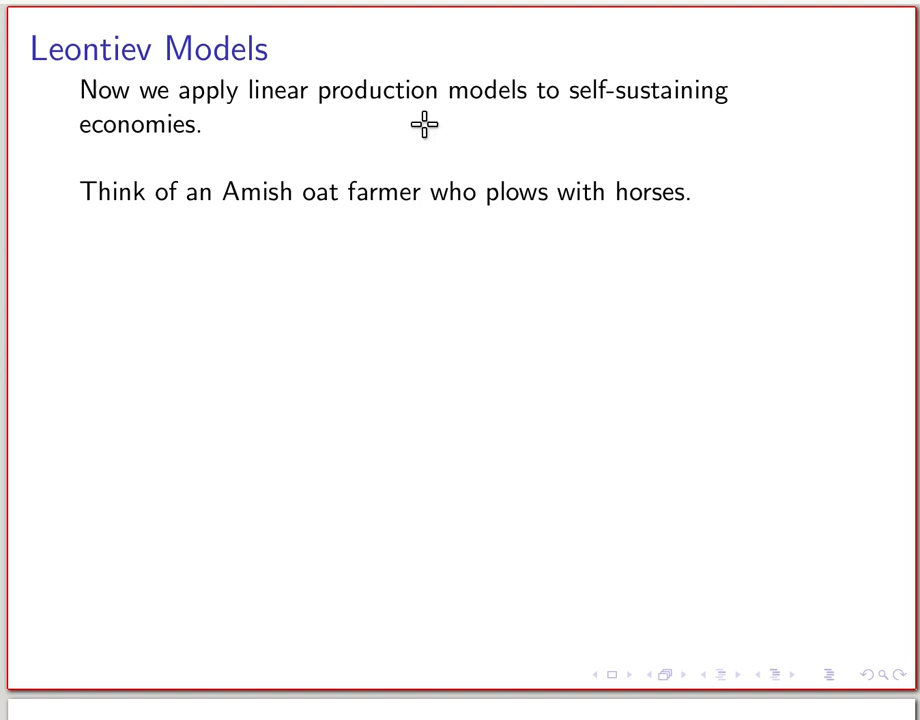 Leontiev Models
Now we apply linear production models to self-sustaining
economies.
Think of an Amish oat farmer who plows with horses.